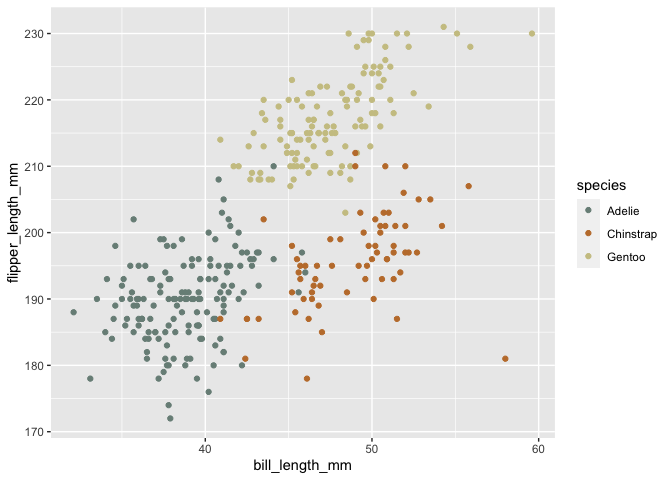 230
220
210
200
190
180
170
40
50
60
bill_length_mm
flipper_length_mm
species
Adelie
Chinstrap
Gentoo